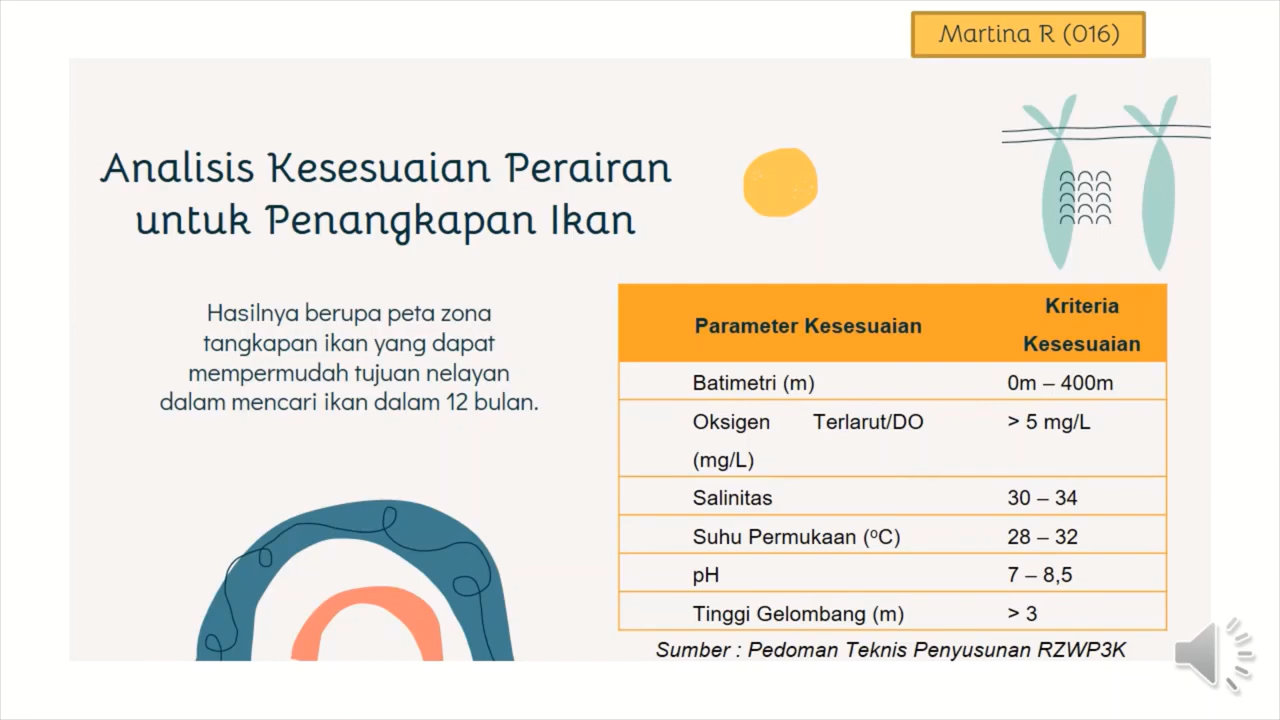 Martina R (016)
Analisis Kesesuaian Perairan
untuk Penangkapan Ikan
Hasilnya berupa peta zona
tangkapan ikan yang dapat
mempermudah tujuan nelayan
dalam mencari ikan dalam 12 bulan.
Parameter Kesesuaian Kriteria
Kesesuaian
Batimetri (m) 0m – 400m
Oksigen Terlarut/DO > 5 mg/L
(mg/L)
Salinitas 30 – 34
Suhu Permukaan (ºC) 28 – 32
pH 7 – 8,5
Tinggi Gelombang (m) > 3
Sumber : Pedoman Teknis Penyusunan RZWP3K